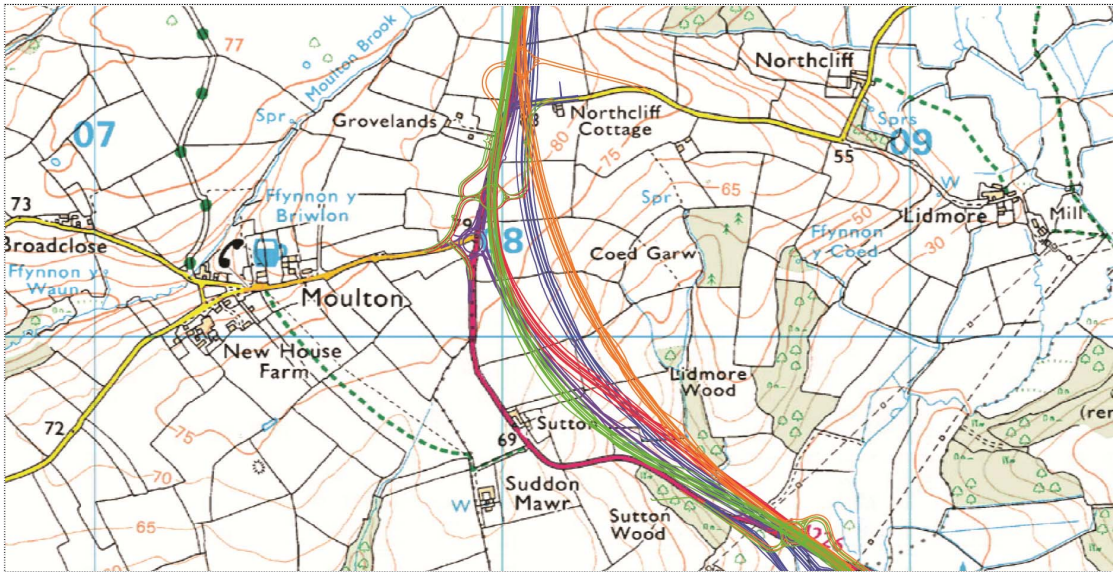 77
Moulton Brook
Northcliff
Spr
Grovelands
Northcliff
Cottage
07
80
75
Sprs
09
55
65
Spr
W
Ffynnon y
Briwlon
73
Lidmore
Mill
Broadclose
50
Coed Garw
Ffynnon
y Coed
30
Ffynnon y
Waun
Moulton
New House
Farm
Lidmore
Wood
72
Sutton
69
75
70
Suddon
Mawr
W
Sutton
Wood
65